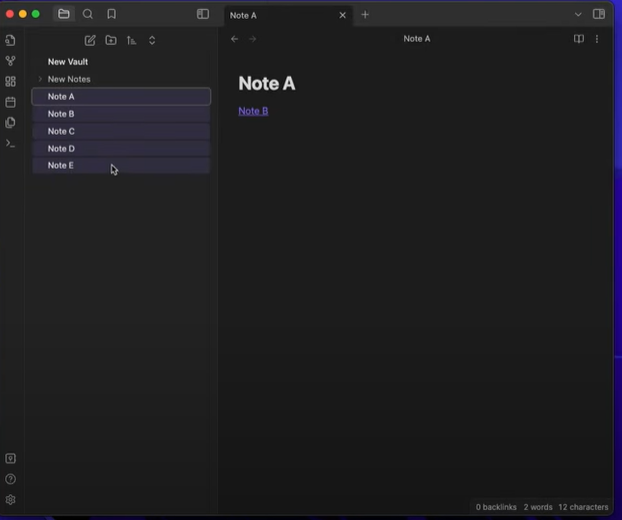 Note A
Note A
New Vault
New Notes
Note A
Note B
Note C
Note D
Note E
Note A
Note B
0 backlinks 2 words 12 characters